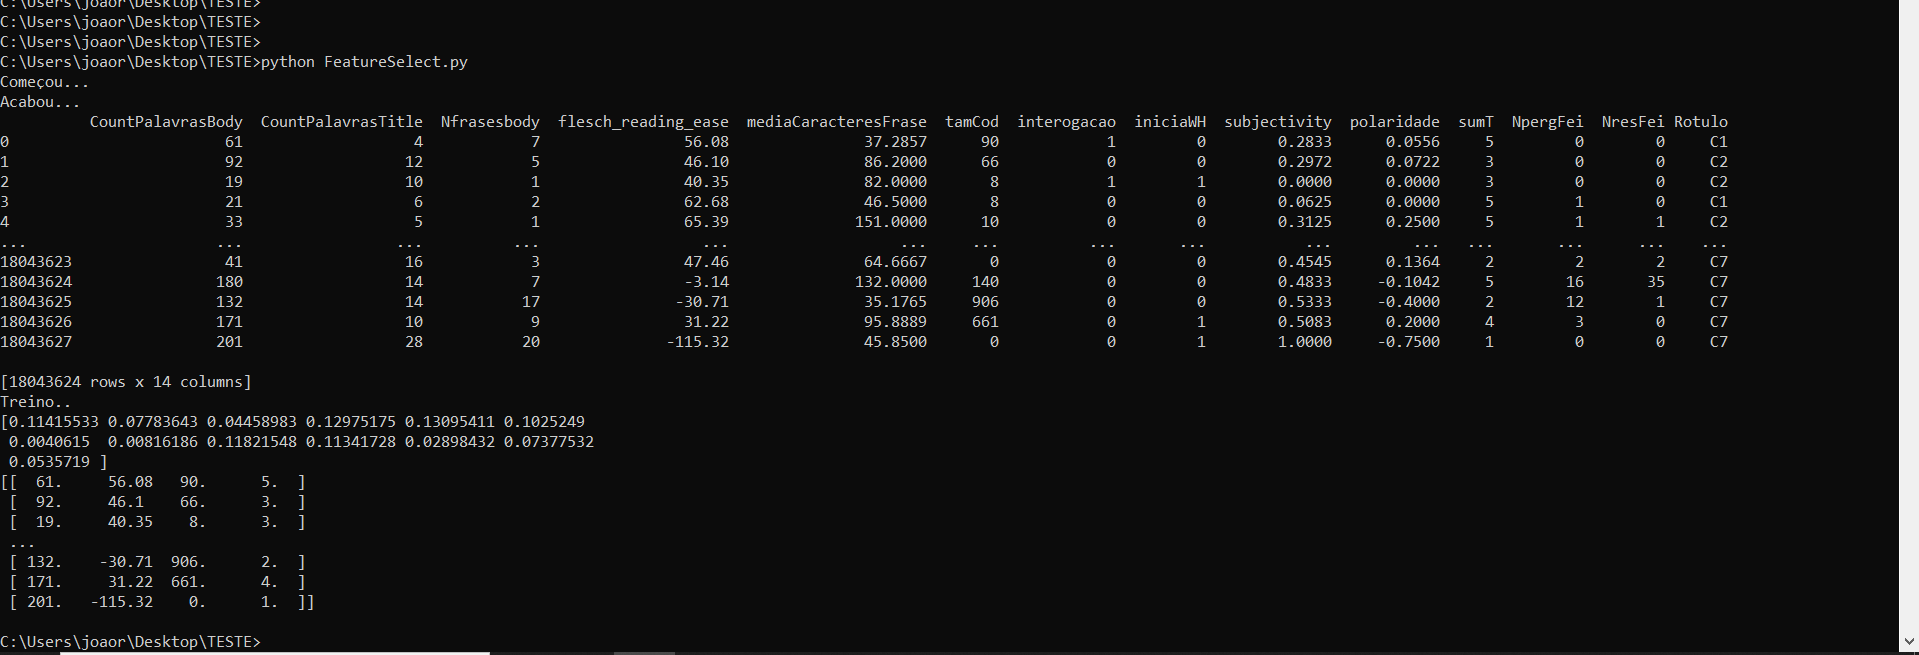 C:\Users\joaor\Desktop\TESTE>
C:\Users\joaor\Desktop\TESTE>
C:\Users\joaor\Desktop\TESTE>
C:\Users\joaor\Desktop\TESTE>python FeatureSelect.py
Começou...
Acabou...
CountPalavrasBody CountPalavrasTitle Nfrasesbody flesch_reading_ease mediaCaracteresFrase tamCod interogacao iniciaWH subjectivity polaridade sumT NpergFei NresFei Rotulo
0 61 4 7 56.08 37.2857 90 1 0 0.2833 0.0556 5 0 0 C1
1 92 12 5 46.10 86.2000 66 0 0 0.2972 0.0722 3 0 0 C2
2 19 10 1 40.35 82.0000 8 1 1 0.0000 0.0000 3 0 0 C2
3 21 6 2 62.68 46.5000 8 0 0 0.0625 0.0000 5 1 0 C1
4 33 5 1 65.39 151.0000 10 0 0 0.3125 0.2500 5 1 1 C2
... ... ... ... ... ... ... ... ... ... ... ... ... ... ...
18043623 41 16 3 47.46 64.6667 0 0 0 0.4545 0.1364 2 2 2 C7
18043624 180 14 7 -3.14 132.0000 140 0 0 0.4833 -0.1042 5 16 35 C7
18043625 132 14 17 -30.71 35.1765 906 0 0 0.5333 -0.4000 2 12 1 C7
18043626 171 10 9 31.22 95.8889 661 0 1 0.5083 0.2000 4 3 0 C7
18043627 201 28 20 -115.32 45.8500 0 0 1 1.0000 -0.7500 1 0 0 C7
[18043624 rows x 14 columns]
Treino..
[0.11415533 0.07783643 0.04458983 0.12975175 0.13095411 0.1025249
0.0040615 0.00816186 0.11821548 0.11341728 0.02898432 0.07377532
0.0535719 ]
[[ 61. 56.08 90. 5. ]
[ 92. 46.1 66. 3. ]
[ 19. 40.35 8. 3. ]
...
[ 132. -30.71 906. 2. ]
[ 171. 31.22 661. 4. ]
[ 201. -115.32 0. 1. ]]
C:\Users\joaor\Desktop\TESTE>